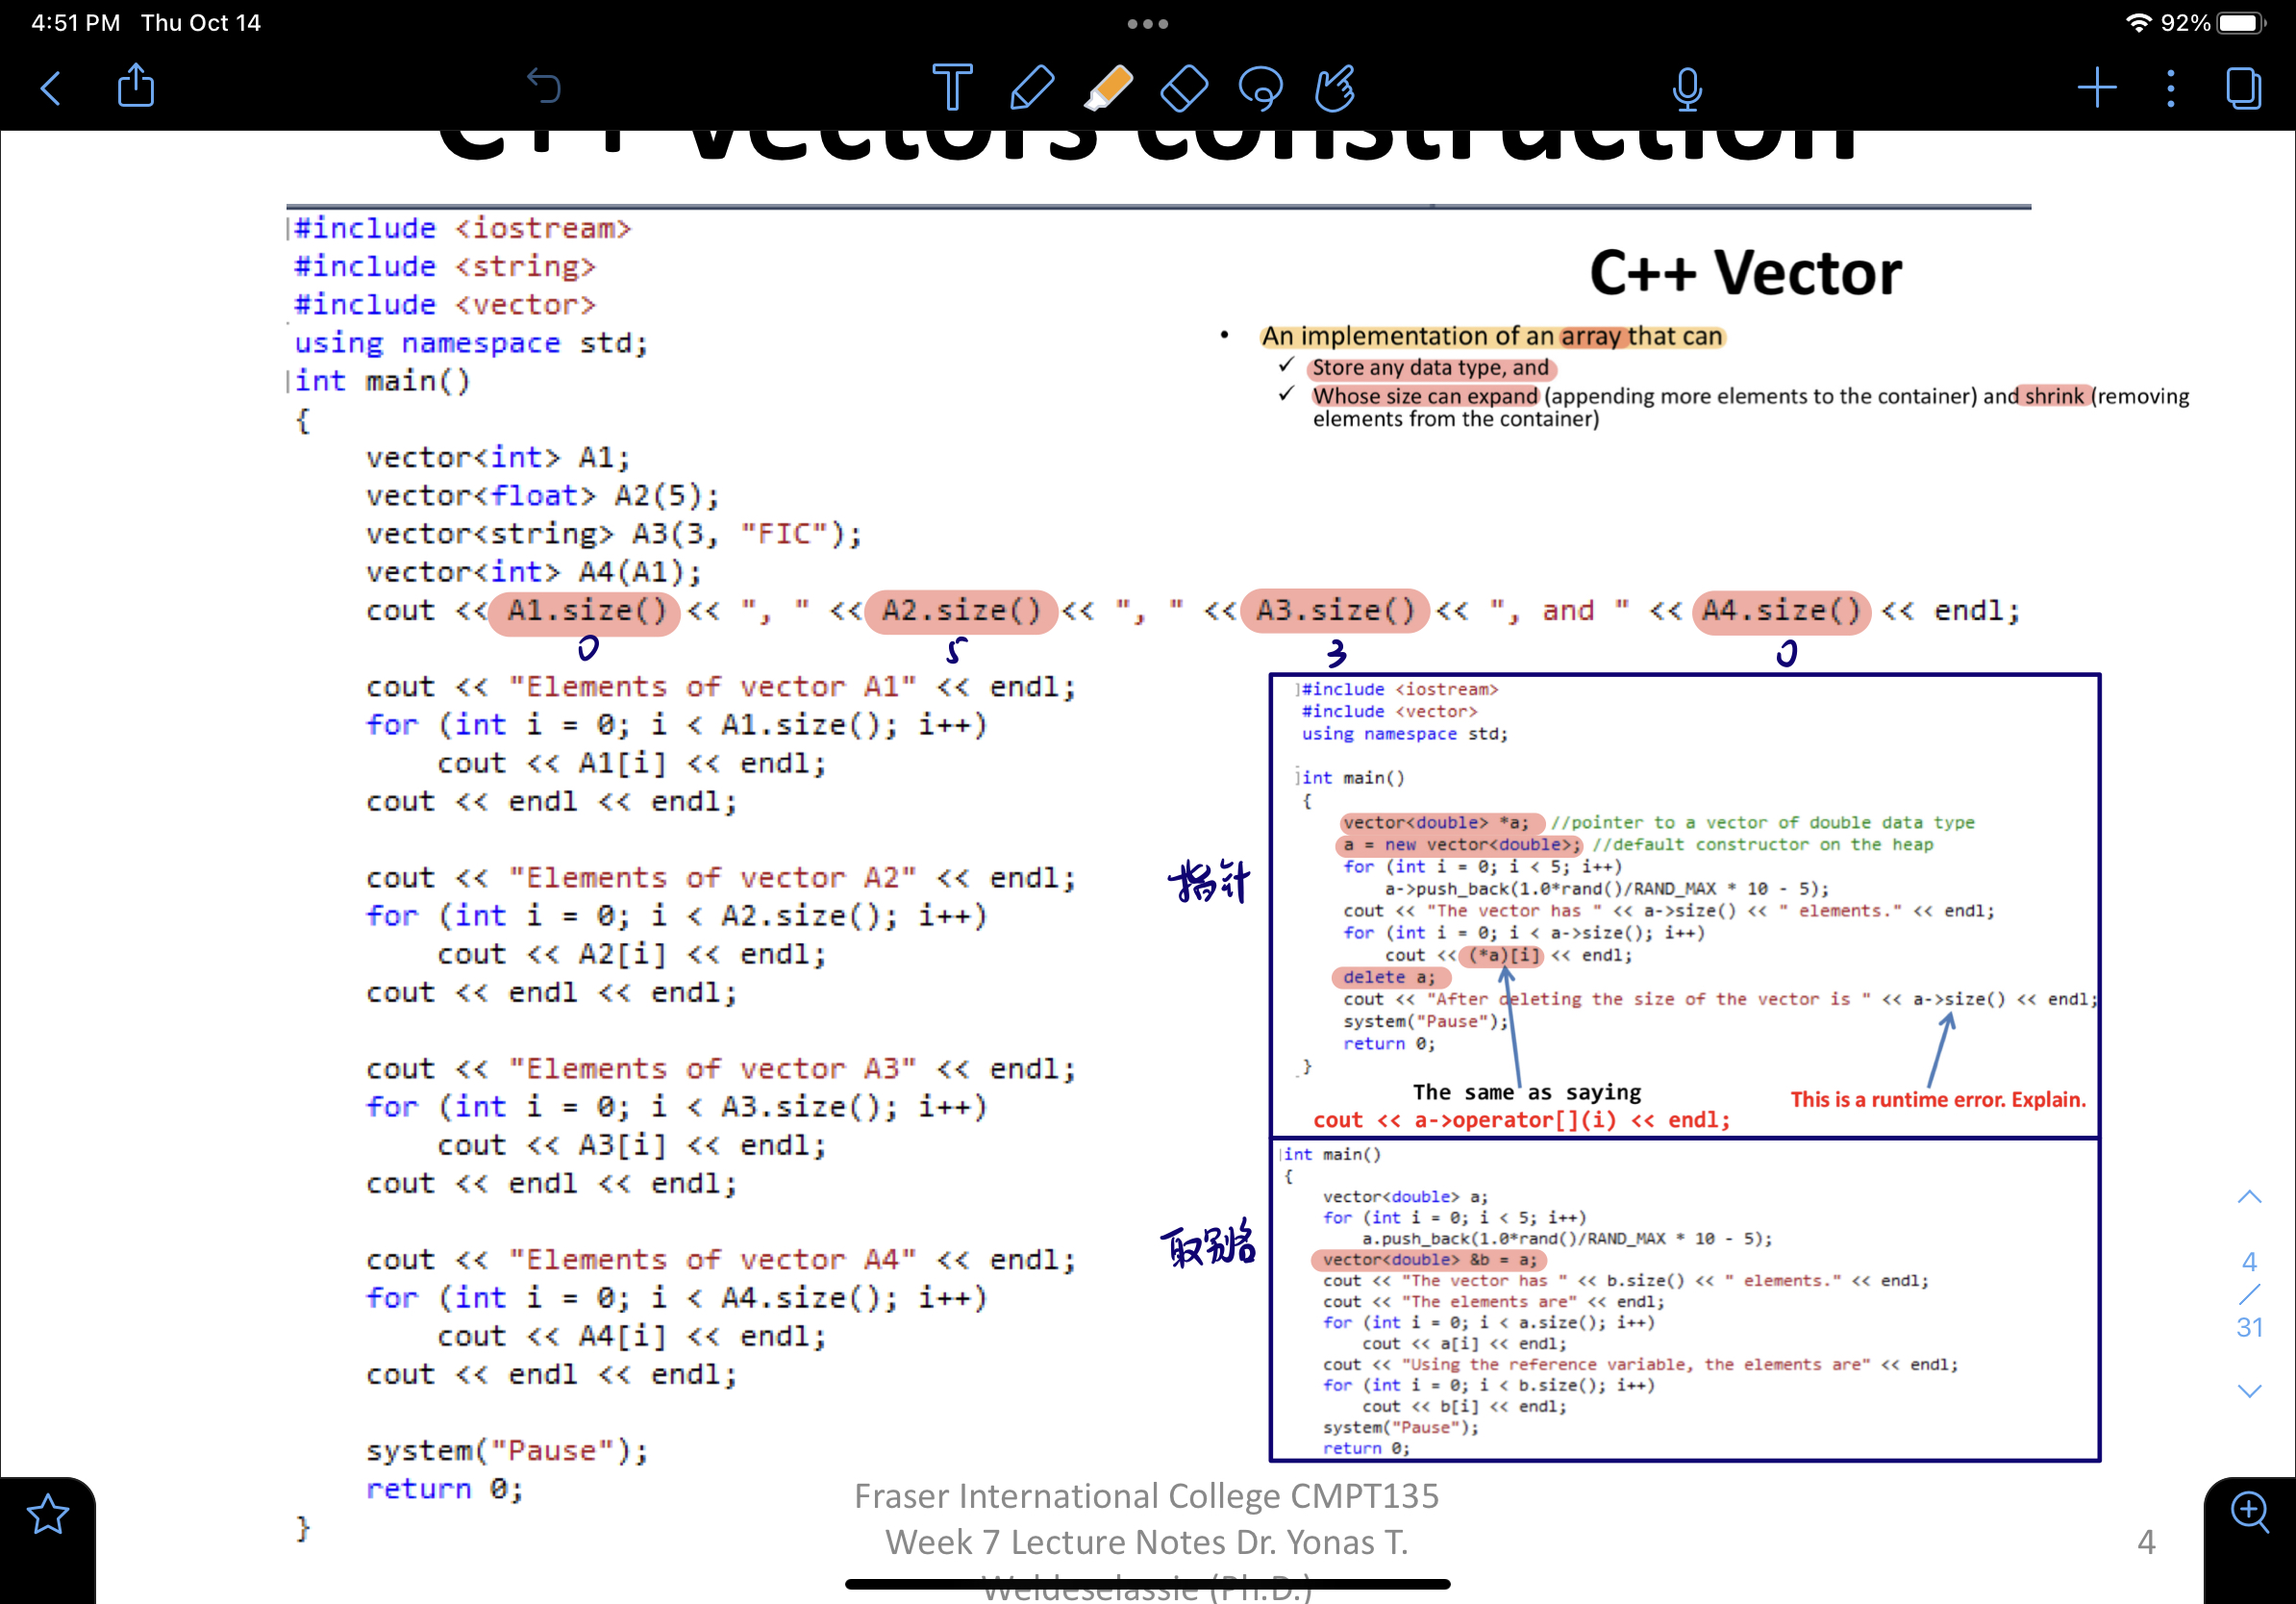 4:51 PM Thu Oct 14
92%
C++ vectors construction
#include <iostream>
#include <string>
#include <vector>
using namespace std;
int main()
{
vector<int> A1;
vector<float> A2(5);
vector<string> A3(3, "FIC");
vector<int> A4(A1);
cout << A1.size() << ", " << A2.size() << ", " << A3.size() << ", and " << A4.size() << endl;
0 5 3 0
cout << "Elements of vector A1" << endl;
for (int i = 0; i < A1.size(); i++)
cout << A1[i] << endl;
cout << endl << endl;
cout << "Elements of vector A2" << endl;
for (int i = 0; i < A2.size(); i++)
cout << A2[i] << endl;
cout << endl << endl;
cout << "Elements of vector A3" << endl;
for (int i = 0; i < A3.size(); i++)
cout << A3[i] << endl;
cout << endl << endl;
cout << "Elements of vector A4" << endl;
for (int i = 0; i < A4.size(); i++)
cout << A4[i] << endl;
cout << endl << endl;
system("Pause");
return 0;
}
C++ Vector
• An implementation of an array that can
✓ Store any data type, and
✓ Whose size can expand (appending more elements to the container) and shrink (removing
elements from the container)
指针
#include <iostream>
#include <vector>
using namespace std;
int main()
{
vector<double> *a; //pointer to a vector of double data type
a = new vector<double>; //default constructor on the heap
for (int i = 0; i < 5; i++)
a->push_back(1.0*rand()/RAND_MAX * 10 - 5);
cout << "The vector has " << a->size() << " elements." << endl;
for (int i = 0; i < a->size(); i++)
cout << (*a)[i] << endl;
delete a;
cout << "After deleting the size of the vector is " << a->size() << endl;
system("Pause");
return 0;
}
The same as saying
cout << a->operator[](i) << endl;
This is a runtime error. Explain.
取别名
int main()
{
vector<double> a;
for (int i = 0; i < 5; i++)
a.push_back(1.0*rand()/RAND_MAX * 10 - 5);
vector<double> &b = a;
cout << "The vector has " << b.size() << " elements." << endl;
cout << "The elements are" << endl;
for (int i = 0; i < a.size(); i++)
cout << a[i] << endl;
cout << "Using the reference variable, the elements are" << endl;
for (int i = 0; i < b.size(); i++)
cout << b[i] << endl;
system("Pause");
return 0;
4
/
31
Fraser International College CMPT135
Week 7 Lecture Notes Dr. Yonas T.
Weldeselassie (Ph.D.)
4